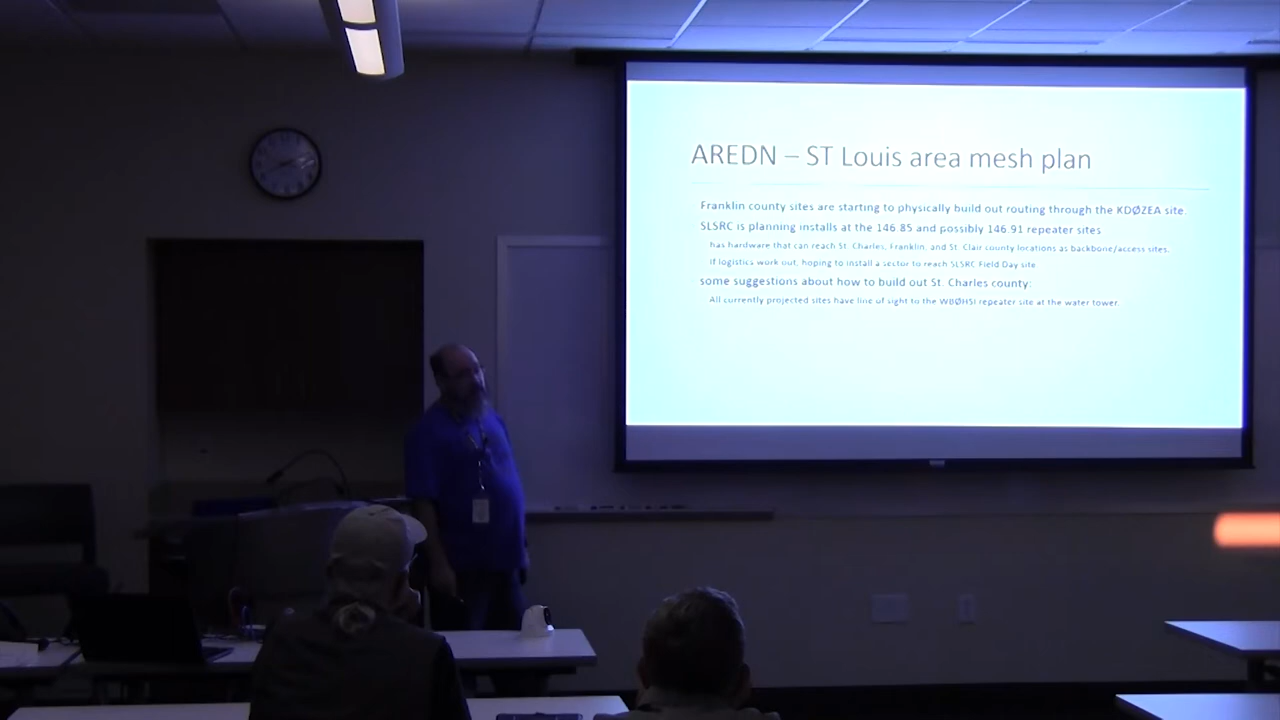 AREDN – ST Louis area mesh plan
Franklin county sites are starting to physically build out routing through the KDØZEA site.
SLSRC is planning installs at the 146.85 and possibly 146.91 repeater sites
has hardware that can reach St. Charles, Franklin, and St. Clair county locations as backbone/access sites.
If logistics work out, hoping to install a sector to reach SLSRC Field Day site
some suggestions about how to build out St. Charles county:
All currently projected sites have line of sight to the WBØHSI repeater site at the water tower.